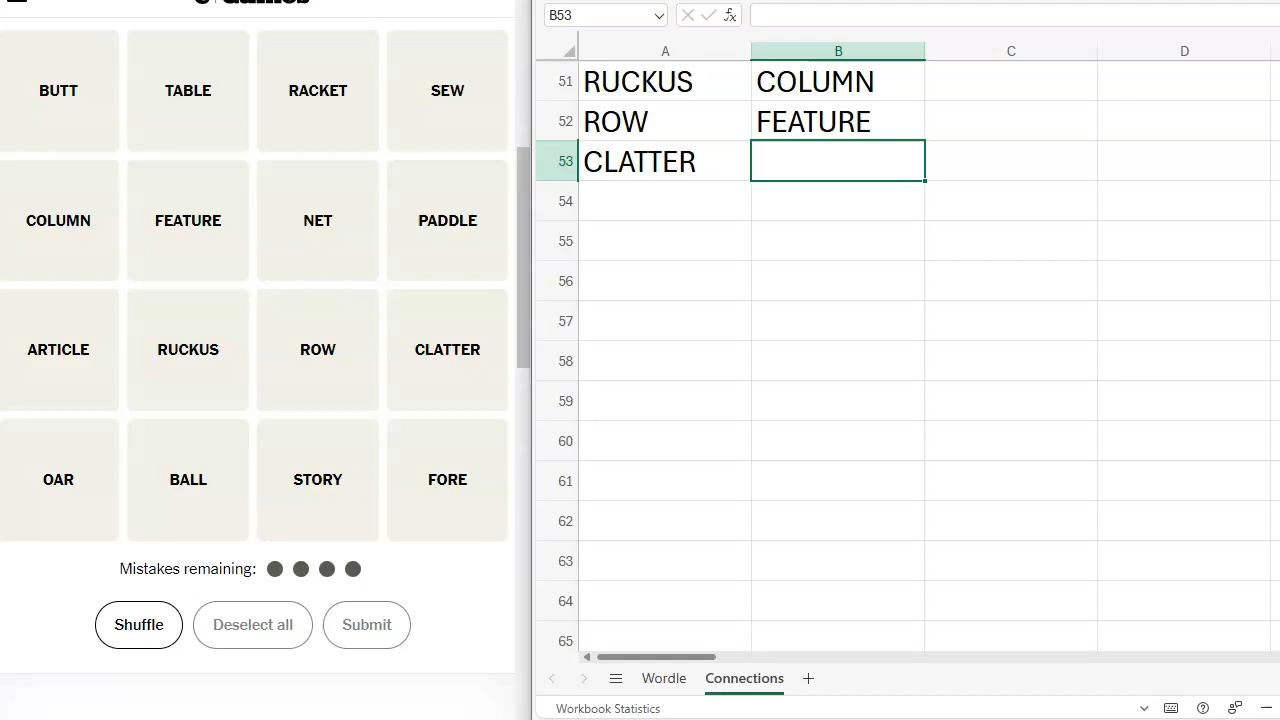 Games
BUTT TABLE RACKET SEW
COLUMN FEATURE NET PADDLE
ARTICLE RUCKUS ROW CLATTER
OAR BALL STORY FORE
Mistakes remaining:
Shuffle Deselect all Submit
B53 fx
A B C D
51 RUCKUS COLUMN
52 ROW FEATURE
53 CLATTER
54
55
56
57
58
59
60
61
62
63
64
65
Wordle Connections
Workbook Statistics